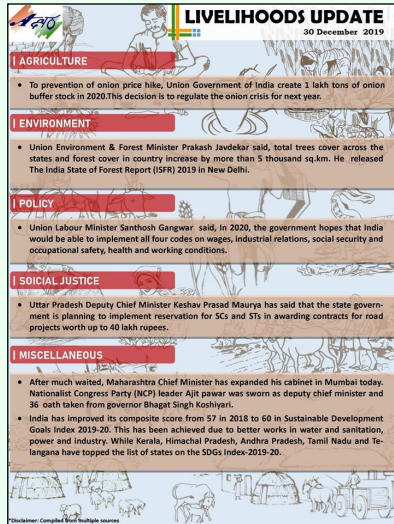 LIVELIHOODS UPDATE
30 December 2019
| AGRICULTURE
• To prevention of onion price hike, Union Government of India create 1 lakh tons of onion
buffer stock in 2020.This decision is to regulate the onion crisis for next year.
| ENVIRONMENT
• Union Environment & Forest Minister Prakash Javdekar said, total trees cover across the
states and forest cover in country increase by more than 5 thousand sq.km. He released
The India State of Forest Report (ISFR) 2019 in New Delhi.
| POLICY
• Union Labour Minister Santhosh Gangwar said, In 2020, the government hopes that India
would be able to implement all four codes on wages, industrial relations, social security and
occupational safety, health and working conditions.
| SOICIAL JUSTICE
• Uttar Pradesh Deputy Chief Minister Keshav Prasad Maurya has said that the state govern-
ment is planning to implement reservation for SCs and STs in awarding contracts for road
projects worth up to 40 lakh rupees.
| MISCELLANEOUS
• After much waited, Maharashtra Chief Minister has expanded his cabinet in Mumbai today.
Nationalist Congress Party (NCP) leader Ajit pawar was sworn as deputy chief minister and
36 oath taken from governor Bhagat Singh Koshiyari.
• India has improved its composite score from 57 in 2018 to 60 in Sustainable Development
Goals Index 2019-20. This has been achieved due to better works in water and sanitation,
power and industry. While Kerala, Himachal Pradesh, Andhra Pradesh, Tamil Nadu and Te-
langana have topped the list of states on the SDGs Index-2019-20.
*Disclaimer: Compiled from multiple sources